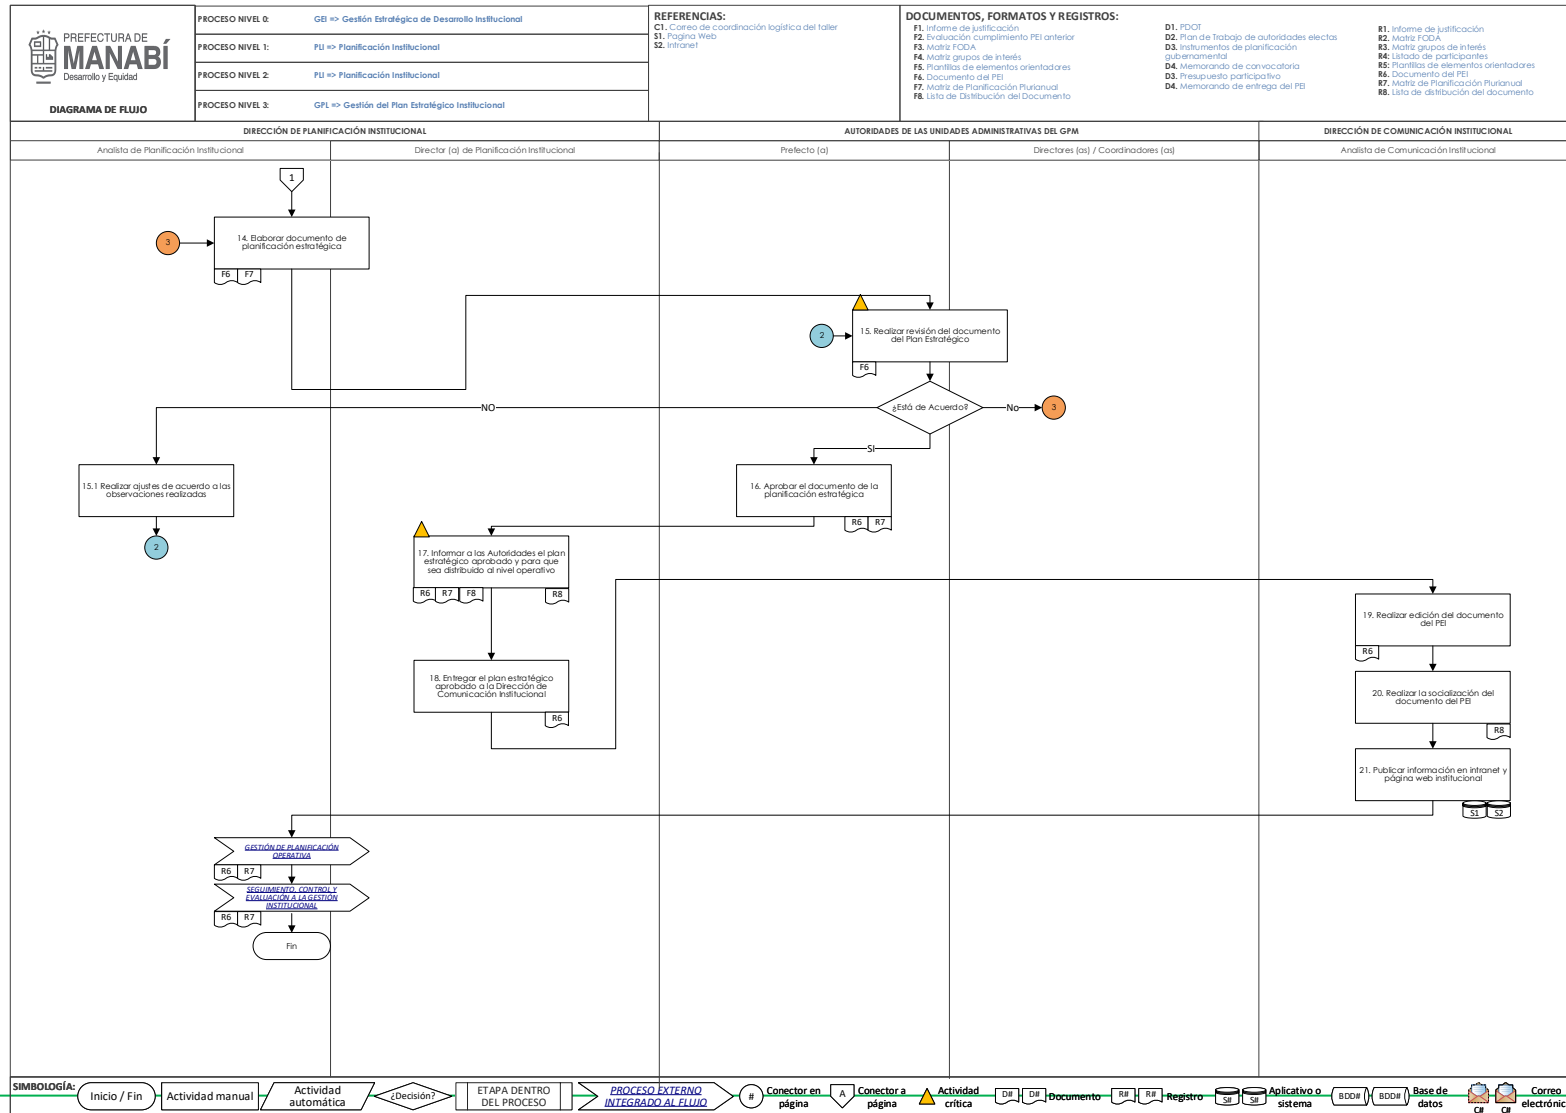 PREFECTURA DE
MANABÍ
Desarrollo y Equidad
DIAGRAMA DE FLUJO
PROCESO NIVEL 0: GEI => Gestión Estratégica de Desarrollo Institucional
PROCESO NIVEL 1: PLI => Planificación Institucional
PROCESO NIVEL 2: PLI => Planificación Institucional
PROCESO NIVEL 3: GPL => Gestión del Plan Estratégico Institucional
REFERENCIAS:
C1. Correo de coordinación logística del taller
S1. Pagina Web
S2. Intranet
DOCUMENTOS, FORMATOS Y REGISTROS:
F1. Informe de justificación
F2. Evaluación cumplimiento PEI anterior
F3. Matriz FODA
F4. Matriz grupos de interés
F5. Planfillas de elementos orientadores
F6. Documento del PEI
F7. Matriz de Planificación Plurianual
F8. Lista de Distribución del Documento
D1. PDOT
D2. Plan de Trabajo de autoridades electas
D3. Instrumentos de planificación
gubernamental
D4. Memorando de convocatoria
D3. Presupuesto participativo
D4. Memorando de entrega del PEI
R1. Informe de justificación
R2. Matriz FODA
R3. Matriz grupos de interés
R4: Listado de participantes
R5: Planfillas de elementos orientadores
R6. Documento del PEI
R7. Matriz de Planificación Plurianual
R8. Lista de distribución del documento
DIRECCIÓN DE PLANIFICACIÓN INSTITUCIONAL
AUTORIDADES DE LAS UNIDADES ADMINISTRATIVAS DEL GPM
DIRECCIÓN DE COMUNICACIÓN INSTITUCIONAL
Analista de Planificación Institucional
Director (a) de Planificación Institucional
Prefecto (a)
Directores (as) / Coordinadores (as)
Analista de Comunicación Institucional
1
3
14. Elaborar documento de
planificación estratégica
F6 F7
2
15. Realizar revisión del documento
del Plan Estratégico
F6
NO
¿Está de Acuerdo?
No
3
SI
15.1 Realizar ajustes de acuerdo a las
observaciones realizadas
2
16. Aprobar el documento de la
planificación estratégica
R6 R7
17. Informar a las Autoridades el plan
estratégico aprobado y para que
sea distribuido al nivel operativo
R6 R7 F8 R8
18. Entregar el plan estratégico
aprobado a la Dirección de
Comunicación Institucional
R6
19. Realizar edición del documento
del PEI
R6
20. Realizar la socialización del
documento del PEI
R8
21. Publicar información en intranet y
página web institucional
S1 S2
GESTIÓN DE PLANIFICACIÓN
OPERATIVA
R6 R7
SEGUIMIENTO, CONTROL Y
EVALUACIÓN A LA GESTIÓN
INSTITUCIONAL
R6 R7
Fin
SIMBOLOGÍA:
Inicio / Fin
Actividad manual
Actividad
automática
¿Decisión?
ETAPA DENTRO
DEL PROCESO
PROCESO EXTERNO
INTEGRADO AL FLUJO
#
Conector en
página
A
Conector a
página
Actividad
crítica
D# D# Documento
R# R# Registro
S# S#
Aplicativo o
sistema
BDD# BDD#
Base de
datos
C# C#
Correo
electrónic